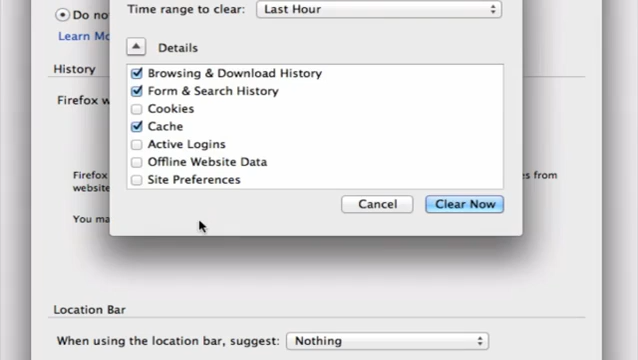 Time range to clear: Last Hour
Do no
Learn Mo
Details
History
Browsing & Download History
Firefox w
Form & Search History
Cookies
Cache
Active Logins
Offline Website Data
Firefox
es from
Site Preferences
website
Cancel
Clear Now
You ma
Location Bar
When using the location bar, suggest: Nothing